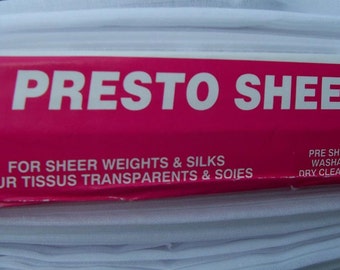 PRESTO SHEE
FOR SHEER WEIGHTS & SILKS
UR TISSUS TRANSPARENTS & SOIES
PRE SH
WASHA
DRY CLEA